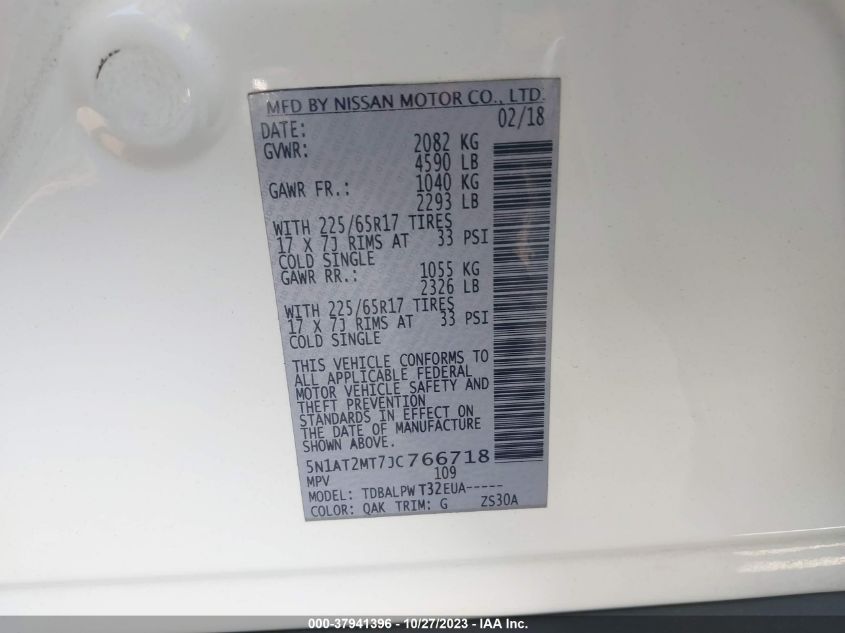 MFD BY NISSAN MOTOR CO., LTD.
DATE: 02/18
GVWR: 2082 KG
4590 LB
GAWR FR.: 1040 KG
2293 LB
WITH 225/65R17 TIRES
17 X 7J RIMS AT 33 PSI
COLD SINGLE
GAWR RR.: 1055 KG
2326 LB
WITH 225/65R17 TIRES
17 X 7J RIMS AT 33 PSI
COLD SINGLE
THIS VEHICLE CONFORMS TO
ALL APPLICABLE FEDERAL
MOTOR VEHICLE SAFETY AND
THEFT PREVENTION
STANDARDS IN EFFECT ON
THE DATE OF MANUFACTURE
SHOWN ABOVE.
5N1AT2MT7JC766718
MPV 109
MODEL: TDBALPW T32EUA-----
COLOR: QAK TRIM: G ZS30A
000-37941396 - 10/27/2023 - IAA Inc.